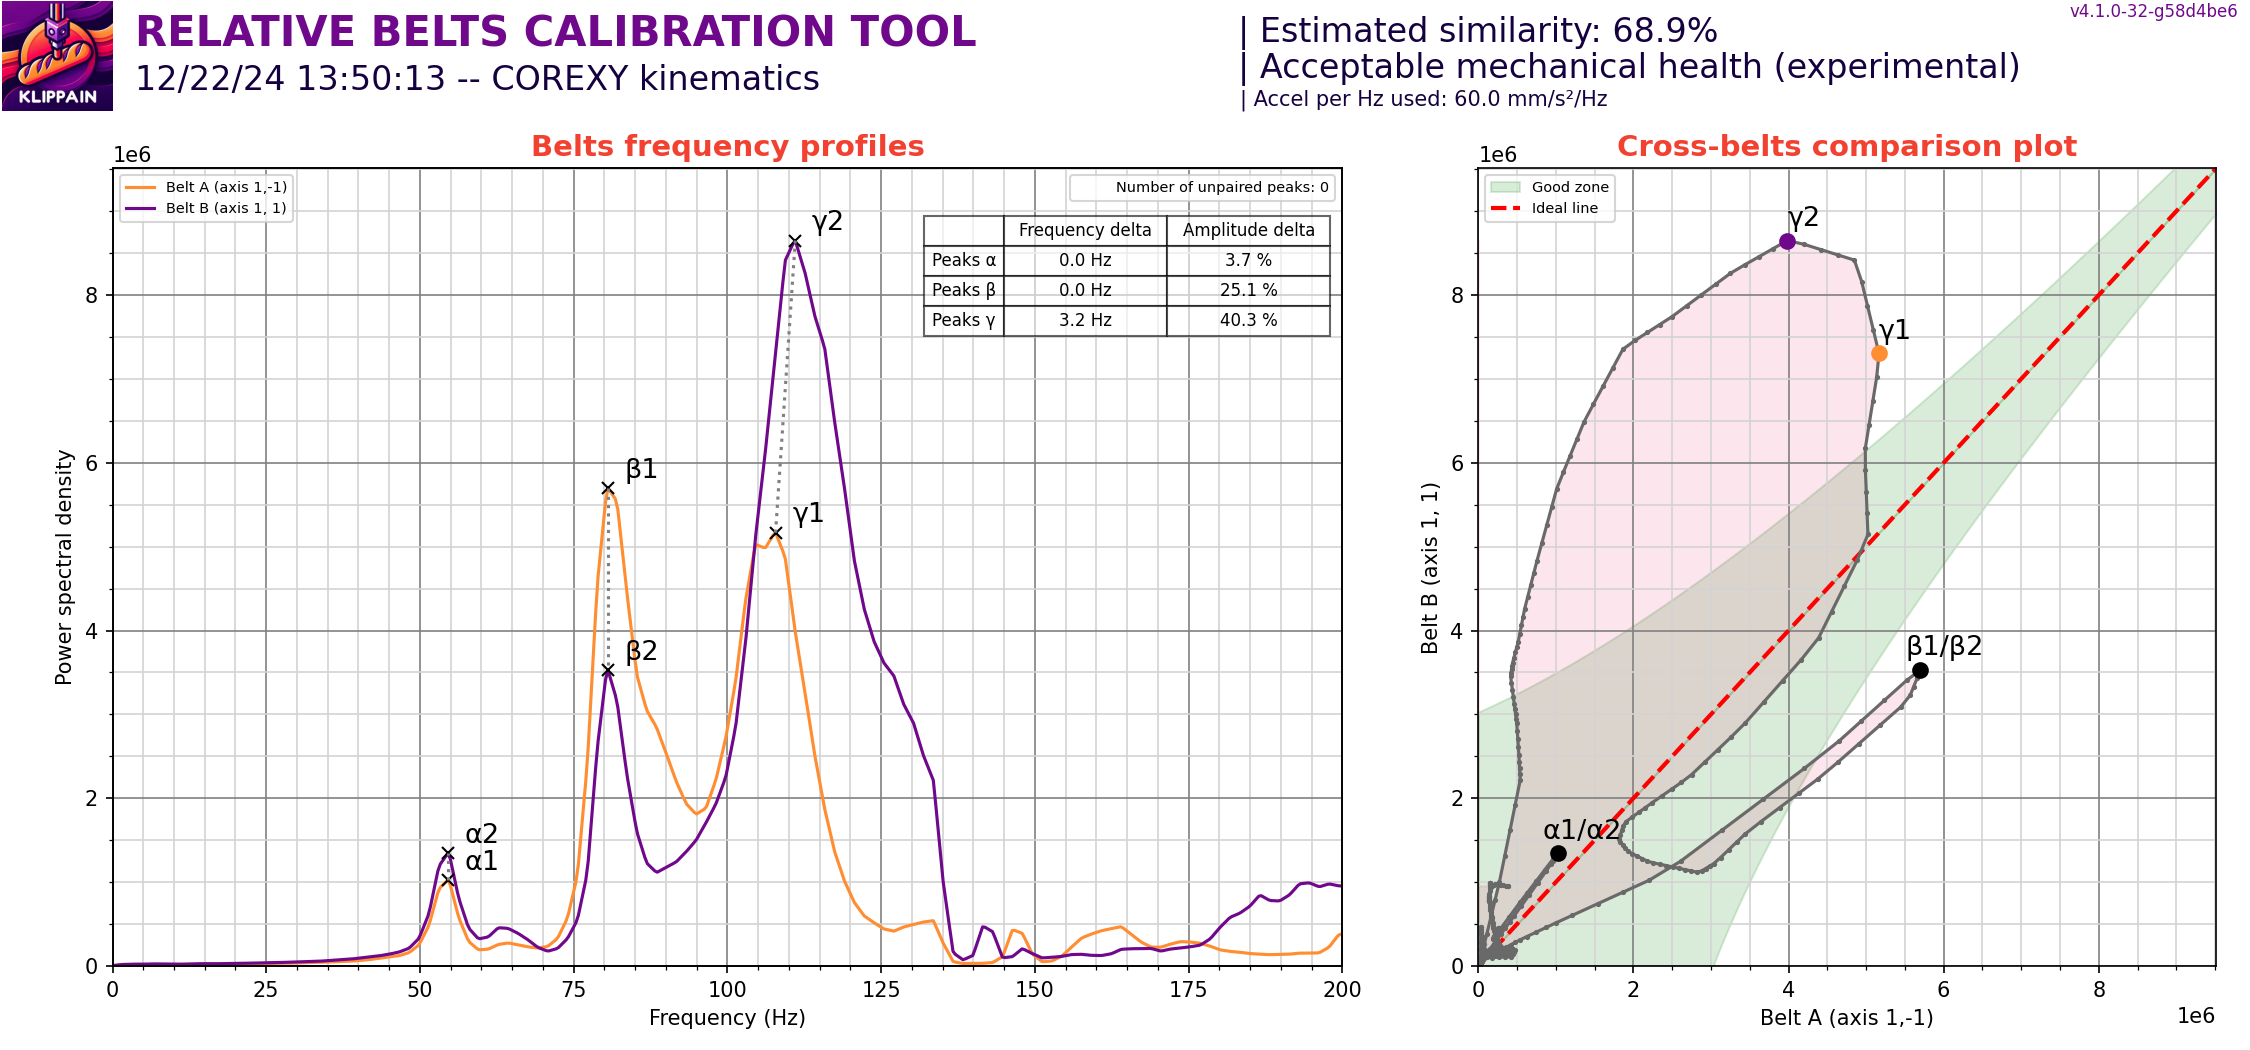 KLIPPAIN
RELATIVE BELTS CALIBRATION TOOL
12/22/24 13:50:13 -- COREXY kinematics
| Estimated similarity: 68.9%
| Acceptable mechanical health (experimental)
| Accel per Hz used: 60.0 mm/s²/Hz
v4.1.0-32-g58d4be6
Belts frequency profiles
1e6
Belt A (axis 1,-1)
Belt B (axis 1, 1)
Number of unpaired peaks: 0
Frequency delta Amplitude delta
Peaks α 0.0 Hz 3.7 %
Peaks β 0.0 Hz 25.1 %
Peaks γ 3.2 Hz 40.3 %
γ2
β1
γ1
β2
α2
α1
8
6
4
2
0
Power spectral density
0 25 50 75 100 125 150 175 200
Frequency (Hz)
Cross-belts comparison plot
1e6
Good zone
Ideal line
γ2
γ1
β1/β2
α1/α2
8
6
4
2
0
Belt B (axis 1, 1)
0 2 4 6 8
Belt A (axis 1,-1)
1e6